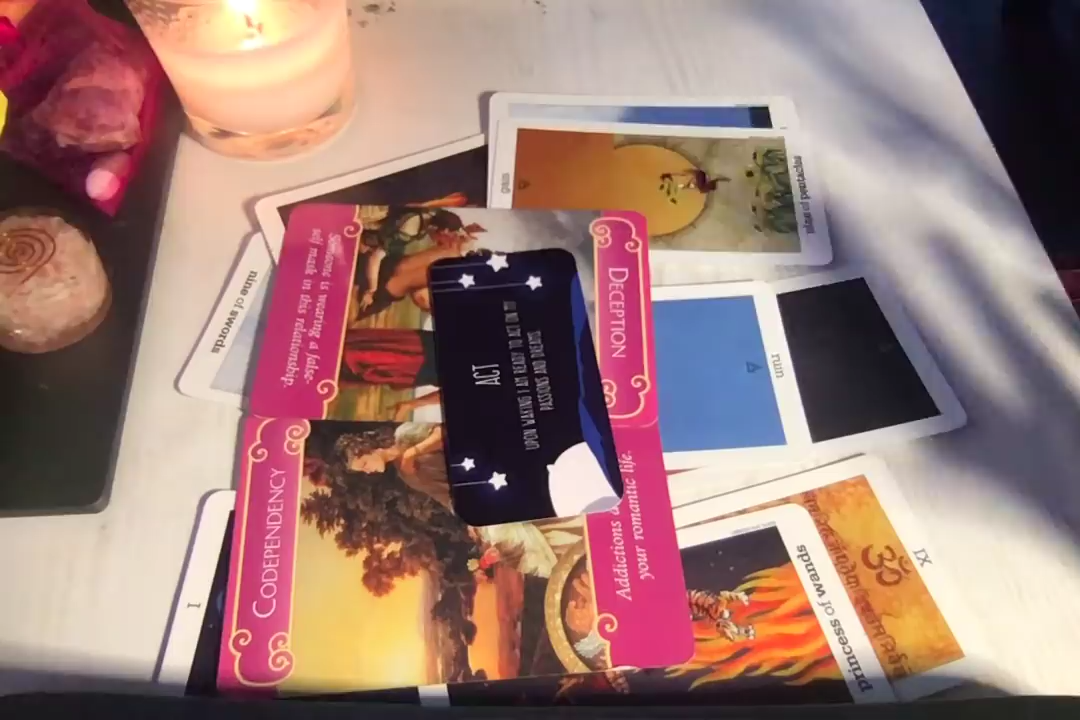 gain
nine of pentacles
DECEPTION
Someone is wearing a false-
self mask in this relationship.
ACT
UPON WAKING I AM READY TO ACT ON MY
PASSIONS AND DREAMS
nine of swords
ruin
CODEPENDENCY
Addictions
your romantic life.
I
princess of wands
IX
ॐ